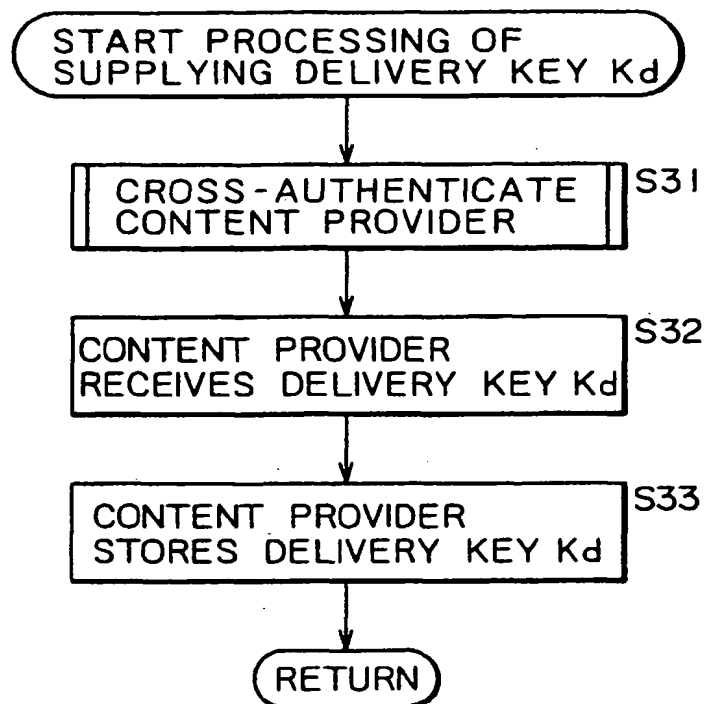 START PROCESSING OF
SUPPLYING DELIVERY KEY Kd
CROSS-AUTHENTICATE
CONTENT PROVIDER
S31
CONTENT PROVIDER
RECEIVES DELIVERY KEY Kd
S32
CONTENT PROVIDER
STORES DELIVERY KEY Kd
S33
RETURN